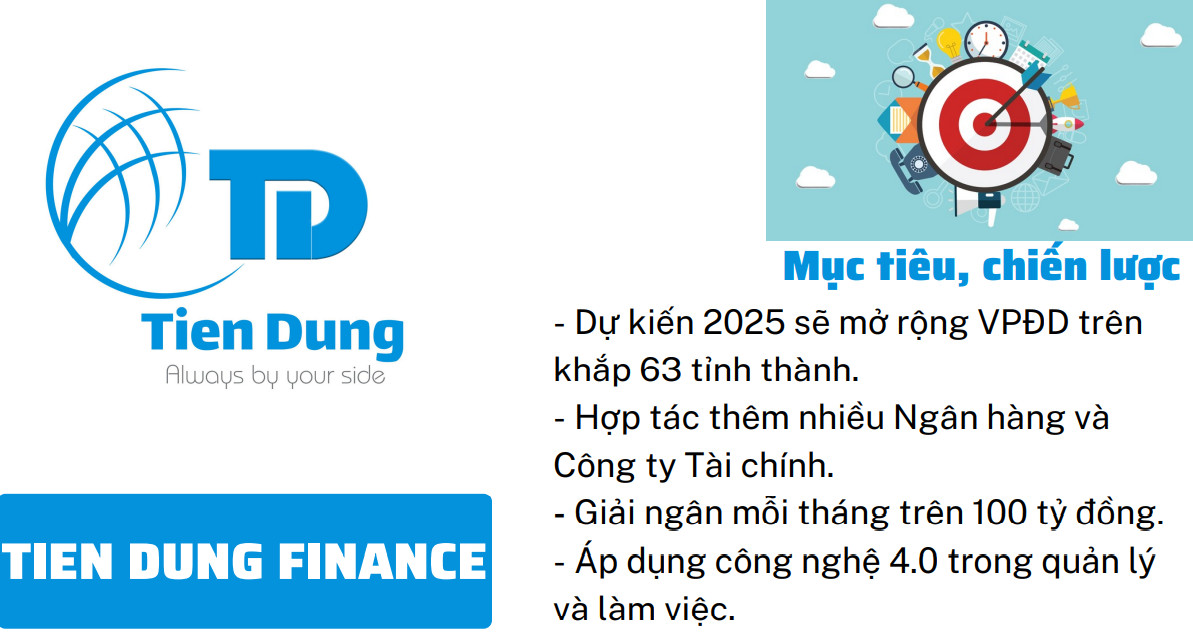 TD
Tien Dung
Always by your side
TIEN DUNG FINANCE
Mục tiêu, chiến lược
- Dự kiến 2025 sẽ mở rộng VPĐD trên
khắp 63 tỉnh thành.
- Hợp tác thêm nhiều Ngân hàng và
Công ty Tài chính.
- Giải ngân mỗi tháng trên 100 tỷ đồng.
- Áp dụng công nghệ 4.0 trong quản lý
và làm việc.